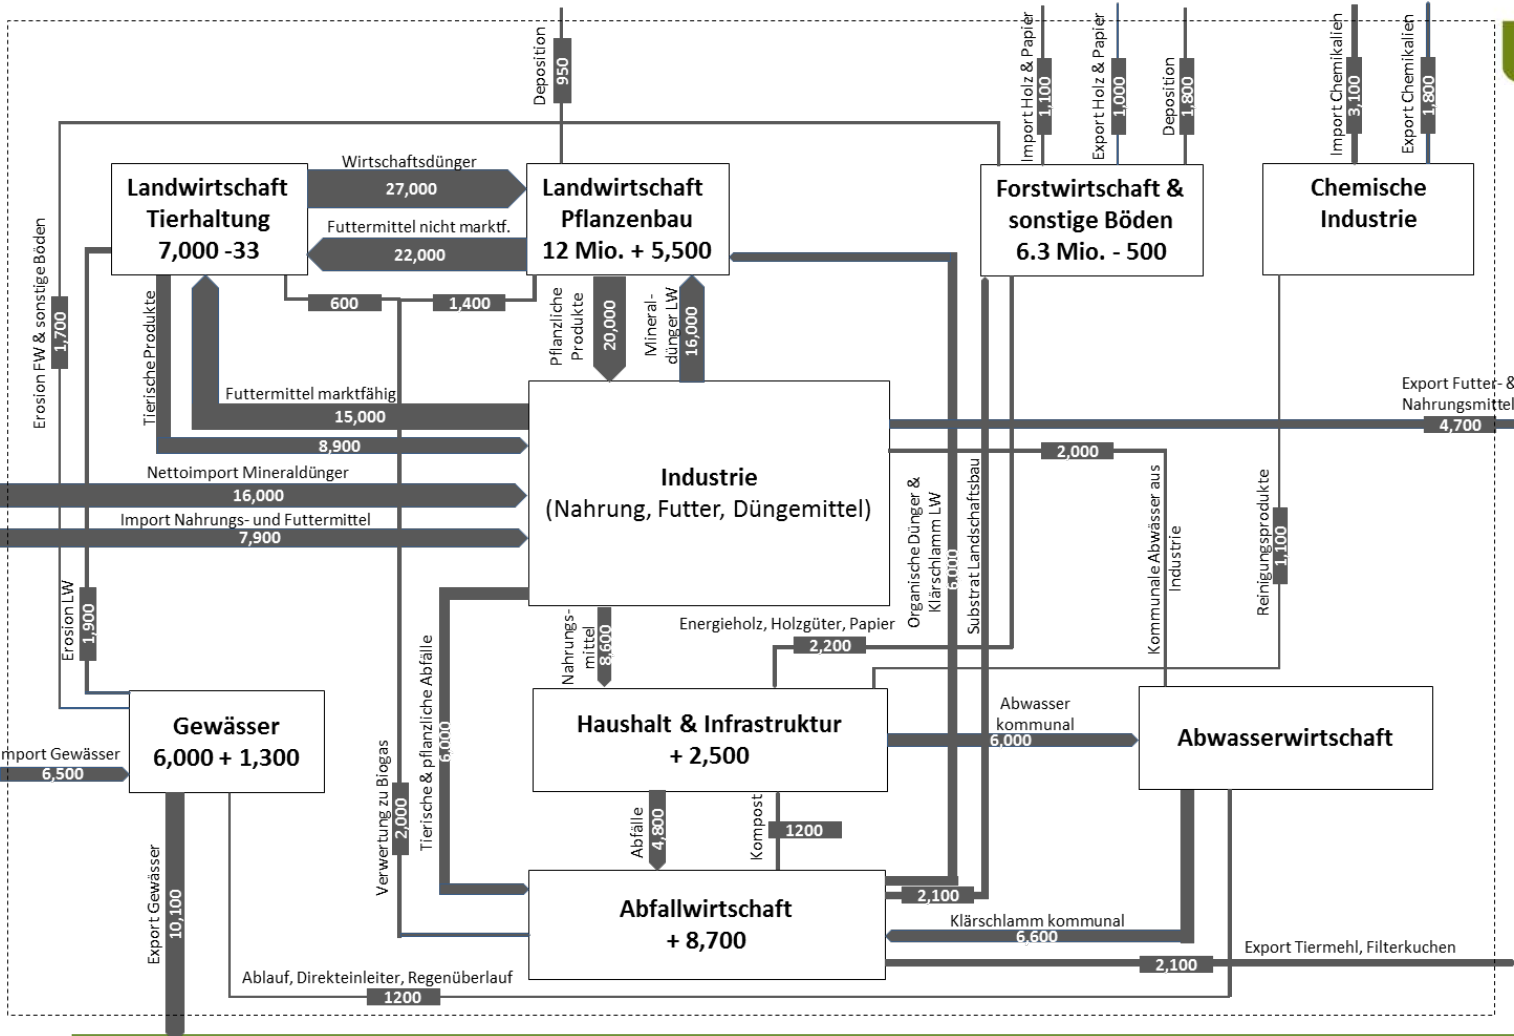 Deposition
950
Import Holz & Papier
1,100
Export Holz & Papier
1,000
Deposition
1,800
Import Chemikalien
3,100
Export Chemikalien
1,800
Landwirtschaft
Tierhaltung
7,000 -33
Wirtschaftsdünger
27,000
Futtermittel nicht marktf.
22,000
Landwirtschaft
Pflanzenbau
12 Mio. + 5,500
Forstwirtschaft &
sonstige Böden
6.3 Mio. - 500
Chemische
Industrie
Erosion FW & sonstige Böden
1,700
600
1,400
Tierische Produkte
Pflanzliche
Produkte
20,000
Mineral-
dünger LW
16,000
Futtermittel marktfähig
15,000
8,900
Export Futter- &
Nahrungsmittel
4,700
Nettoimport Mineraldünger
16,000
Import Nahrungs- und Futtermittel
7,900
Industrie
(Nahrung, Futter, Düngemittel)
2,000
Organische Dünger &
Klärschlamm LW
6,000
Substrat Landschaftsbau
Kommunale Abwässer aus
Industrie
Reinigungsprodukte
1,100
Erosion LW
1,900
Nahrungs-
mittel
8,600
Energieholz, Holzgüter, Papier
2,200
Tierische & pflanzliche Abfälle
6,000
Verwertung zu Biogas
2,000
Gewässer
6,000 + 1,300
mport Gewässer
6,500
Haushalt & Infrastruktur
+ 2,500
Abwasser
kommunal
6,000
Abwasserwirtschaft
Abfälle
4,800
Kompost
1200
Export Gewässer
10,100
Abfallwirtschaft
+ 8,700
2,100
Klärschlamm kommunal
6,600
Export Tiermehl, Filterkuchen
2,100
Ablauf, Direkteinleiter, Regenüberlauf
1200